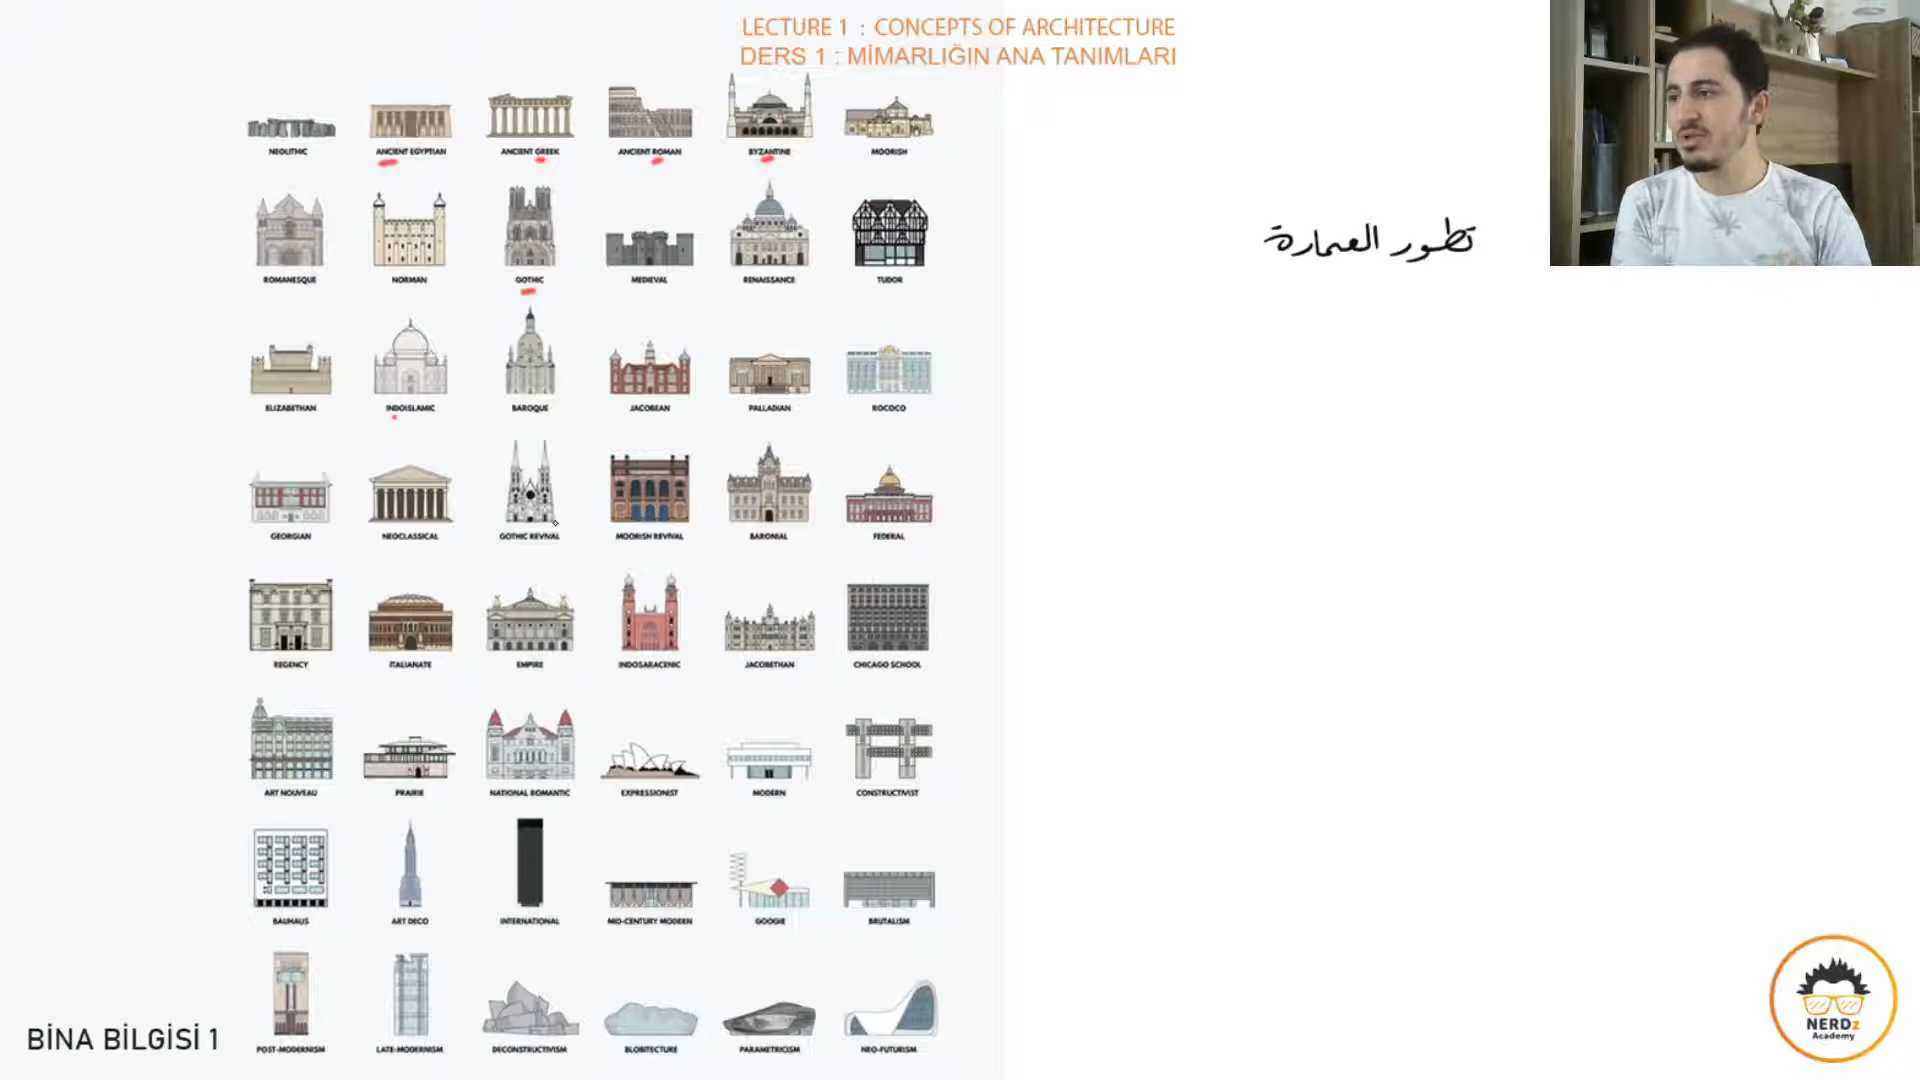 LECTURE 1 : CONCEPTS OF ARCHITECTURE
DERS 1 : MİMARLIĞIN ANA TANIMLARI
NEOLITHIC
ANCIENT EGYPTIAN
ANCIENT GREEK
ANCIENT ROMAN
BYZANTINE
MOORISH
تطور العمارة
ROMANESQUE
NORMAN
GOTHIC
MEDIEVAL
RENAISSANCE
TUDOR
ELIZABETHAN
INDOISLAMIC
BAROQUE
JACOBEAN
PALLADIAN
ROCOCO
GEORGIAN
NEOCLASSICAL
GOTHIC REVIVAL
MOORISH REVIVAL
BARONIAL
FEDERAL
REGENCY
ITALIANATE
EMPIRE
INDOSARACENIC
JACOBETHAN
CHICAGO SCHOOL
ART NOUVEAU
PRAIRIE
NATIONAL ROMANTIC
EXPRESSIONIST
MODERN
CONSTRUCTIVIST
BAUHAUS
ART DECO
INTERNATIONAL
MID-CENTURY MODERN
GOOGIE
BRUTALISM
POST-MODERNISM
LATE-MODERNISM
DECONSTRUCTIVISM
BLOBITECTURE
PARAMETRICISM
NEO-FUTURISM
BİNA BİLGİSİ 1
NERDz
Academy